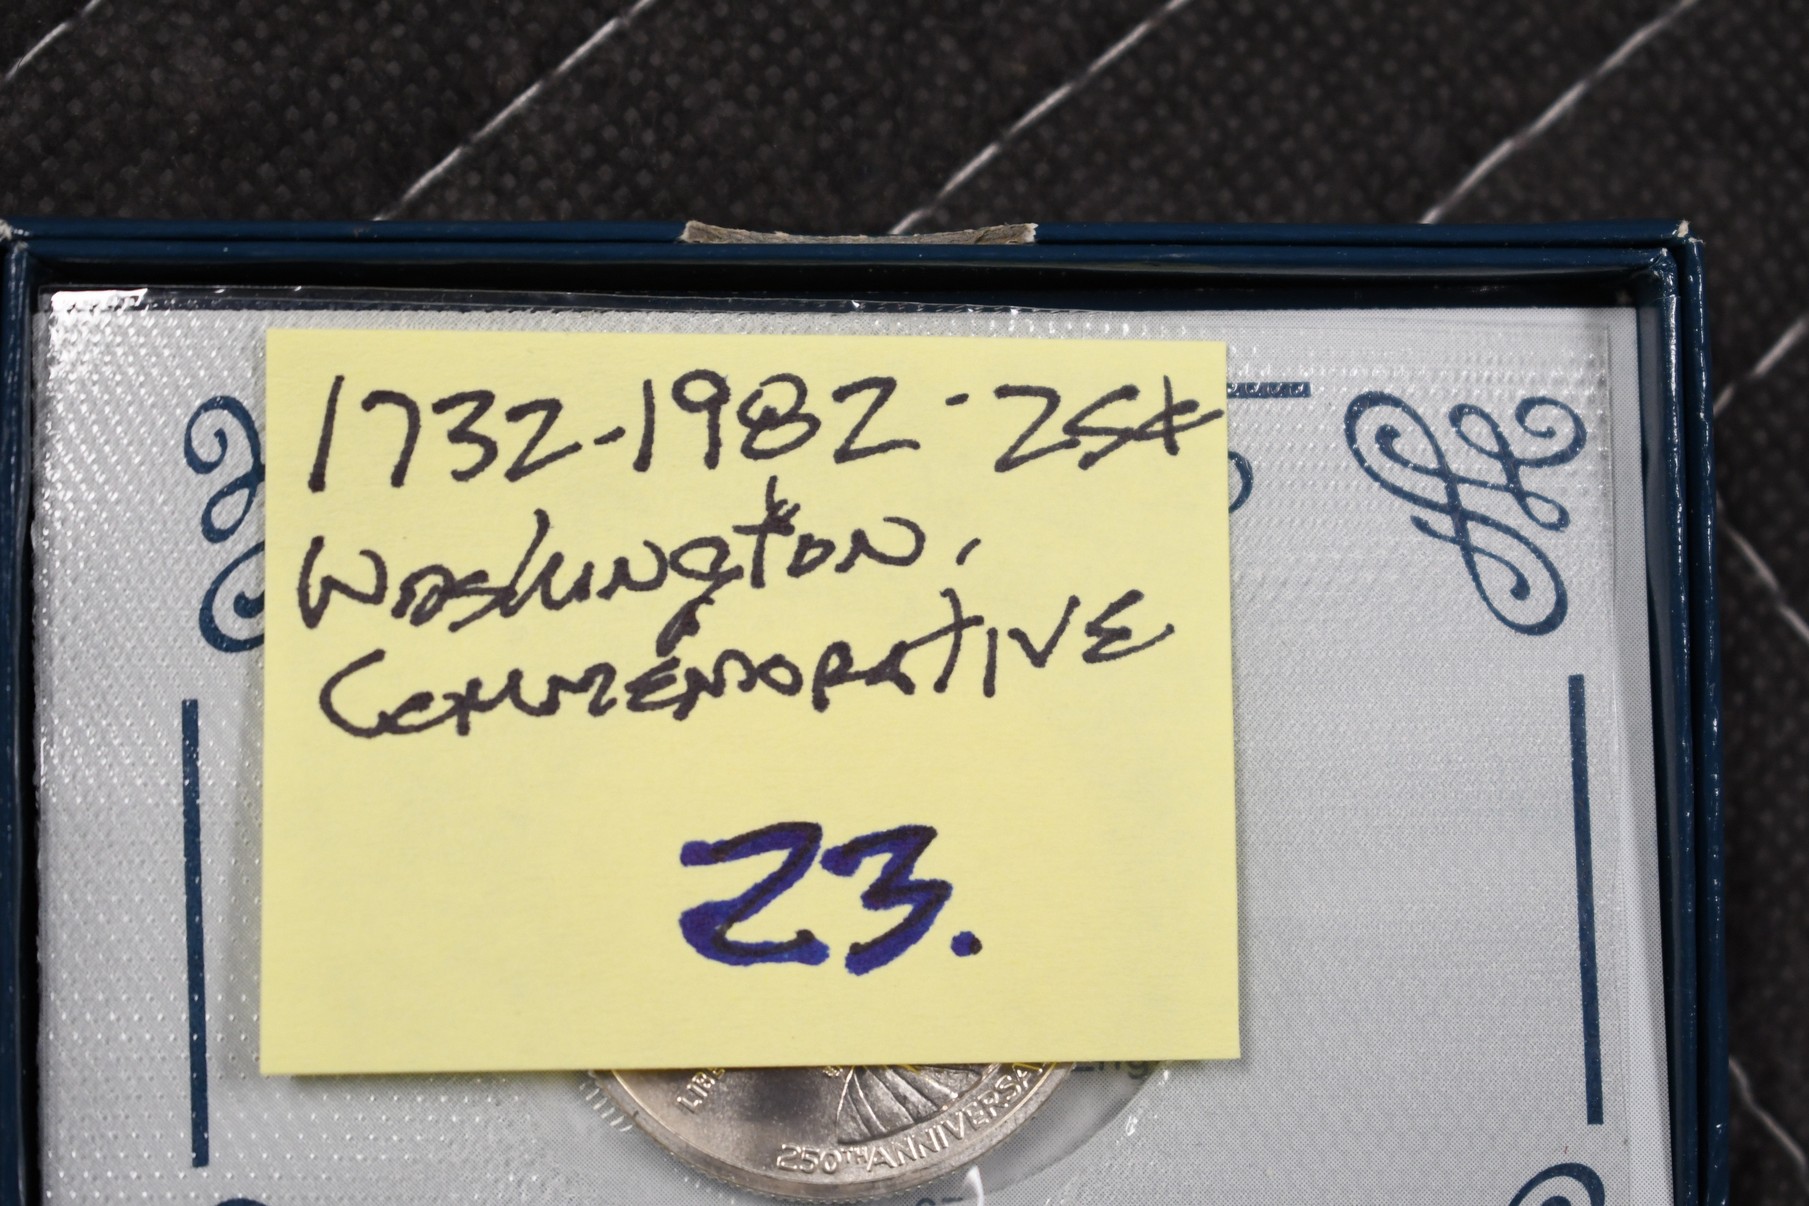 1732-1982-25¢
Washington,
Commemorative
23.
250TH ANNIVERSA